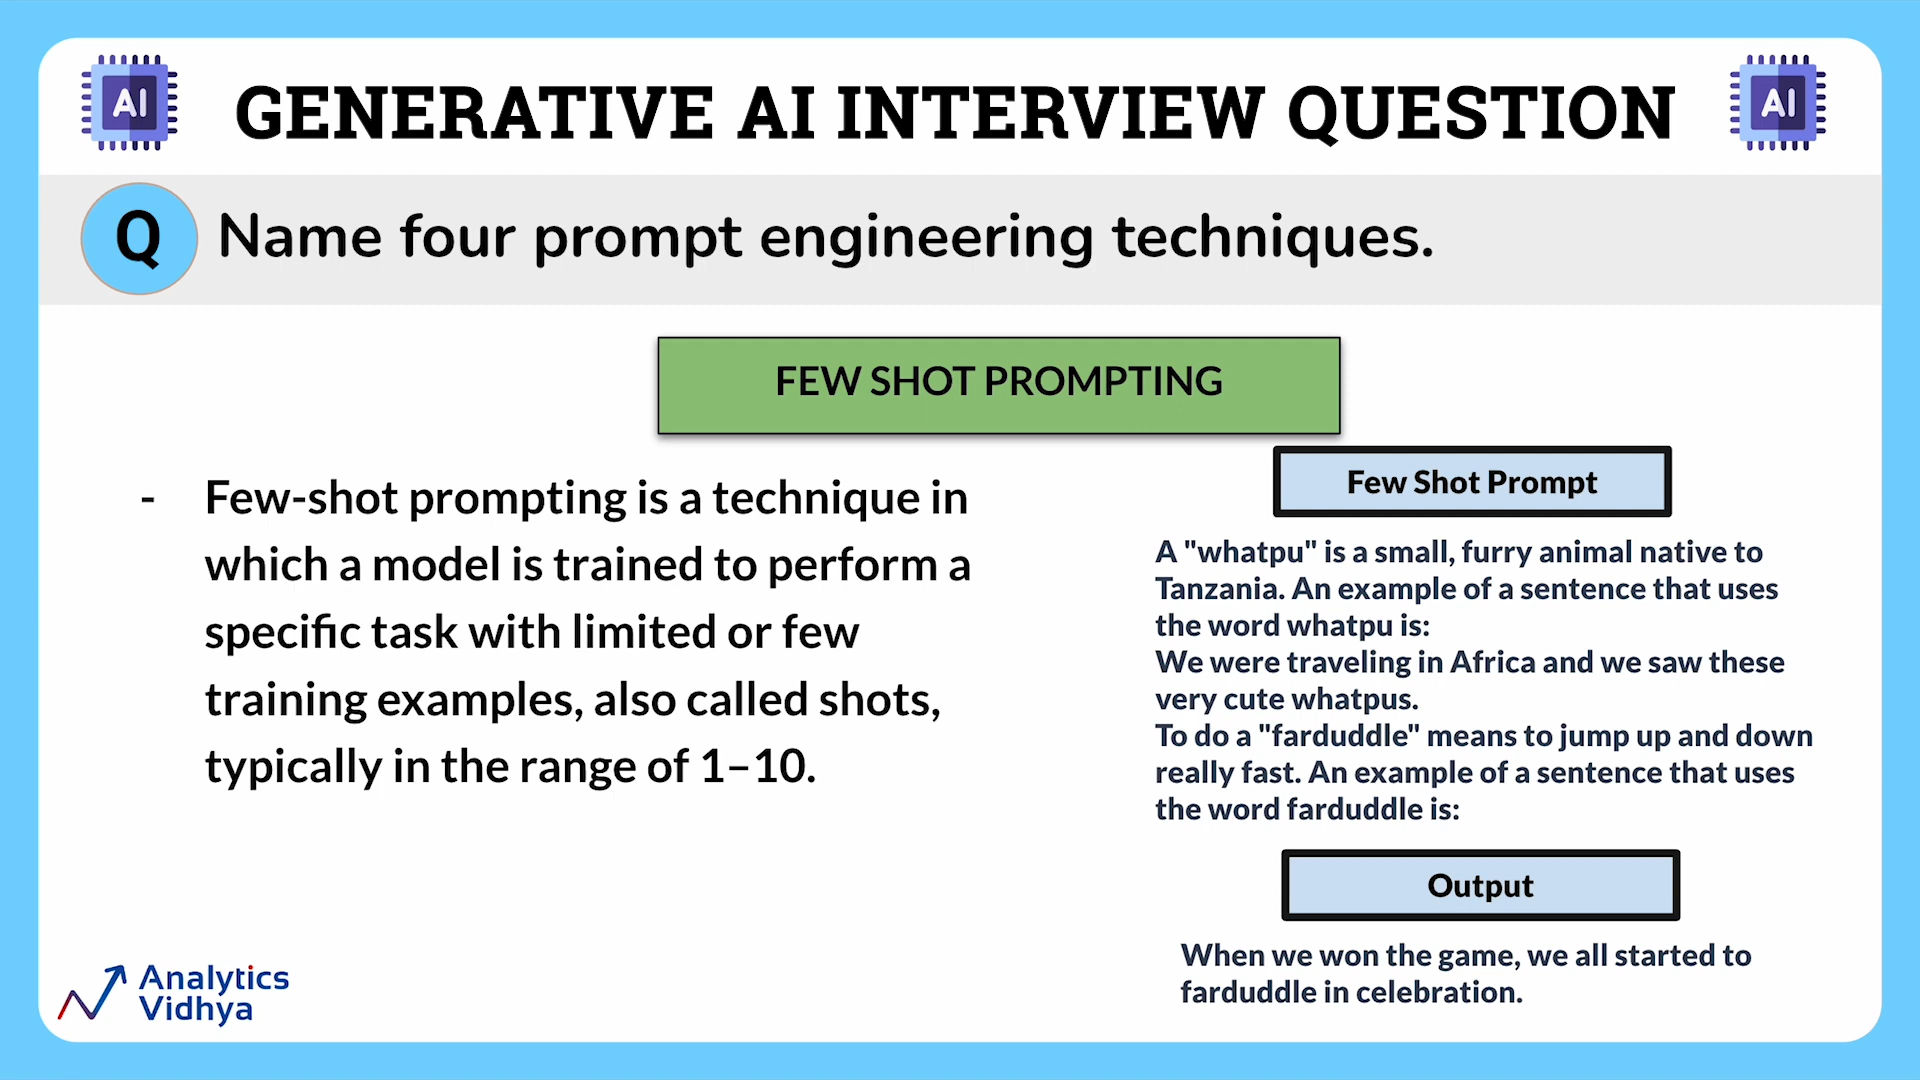 AI
GENERATIVE AI INTERVIEW QUESTION
AI
Q
Name four prompt engineering techniques.
FEW SHOT PROMPTING
- Few-shot prompting is a technique in
which a model is trained to perform a
specific task with limited or few
training examples, also called shots,
typically in the range of 1–10.
Few Shot Prompt
A "whatpu" is a small, furry animal native to
Tanzania. An example of a sentence that uses
the word whatpu is:
We were traveling in Africa and we saw these
very cute whatpus.
To do a "farduddle" means to jump up and down
really fast. An example of a sentence that uses
the word farduddle is:
Output
When we won the game, we all started to
farduddle in celebration.
Analytics
Vidhya